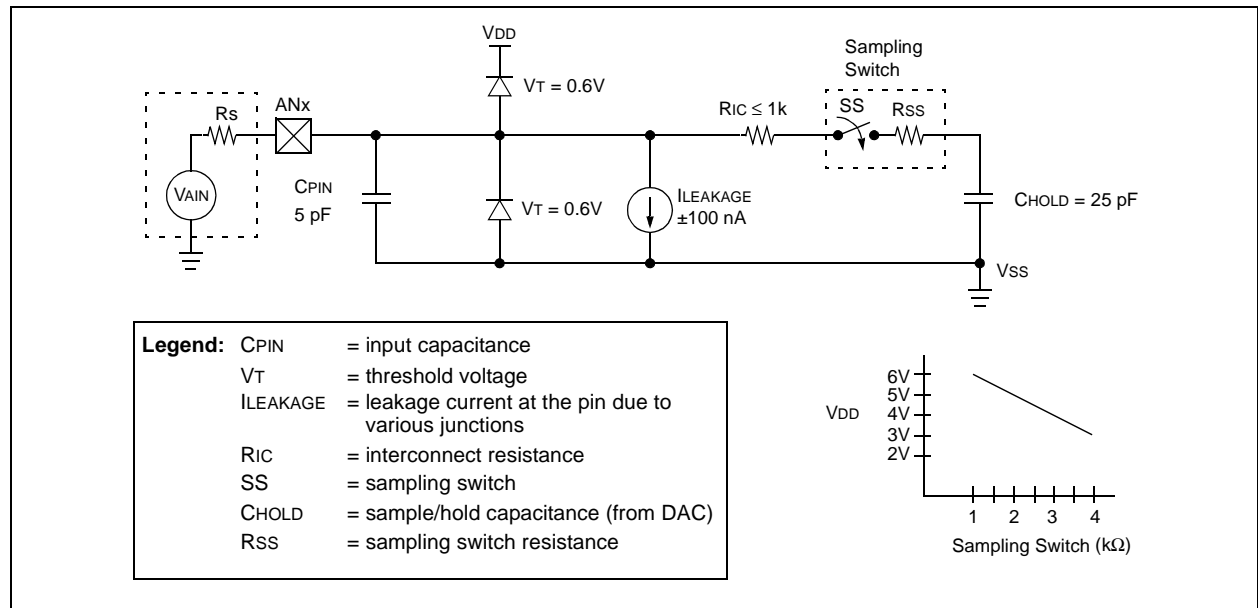 VDD
Sampling
Switch
VT = 0.6V
Rs
ANx
RIC ≤ 1k
SS
RSS
CPIN
5 pF
VAIN
VT = 0.6V
ILEAKAGE
±100 nA
CHOLD = 25 pF
VSS
Legend: CPIN = input capacitance
VT = threshold voltage
ILEAKAGE = leakage current at the pin due to
various junctions
RIC = interconnect resistance
SS = sampling switch
CHOLD = sample/hold capacitance (from DAC)
RSS = sampling switch resistance
VDD
6V
5V
4V
3V
2V
1 2 3 4
Sampling Switch (kΩ)